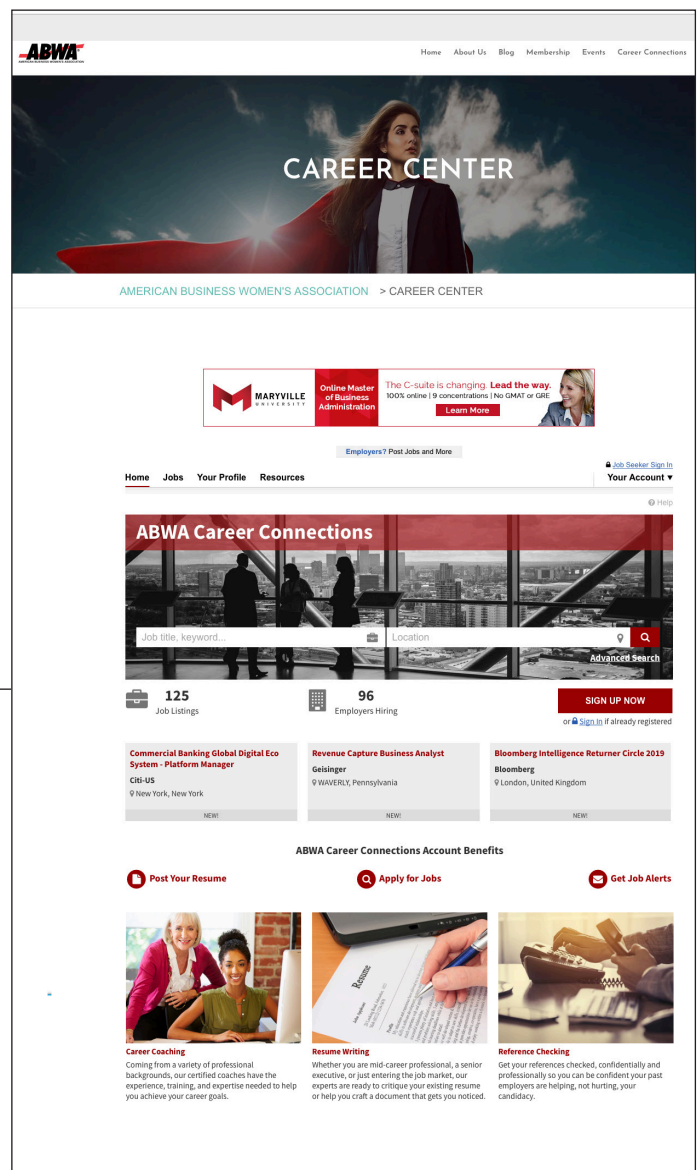 ABWA
AMERICAN BUSINESS WOMEN'S ASSOCIATION
Home About Us Blog Membership Events Career Connections
CAREER CENTER
AMERICAN BUSINESS WOMEN'S ASSOCIATION > CAREER CENTER
MARYVILLE
UNIVERSITY
Online Master
of Business
Administration
The C-suite is changing. Lead the way.
100% online | 9 concentrations | No GMAT or GRE
Learn More
Employers? Post Jobs and More
Job Seeker Sign In
Home Jobs Your Profile Resources
Your Account ▾
Help
ABWA Career Connections
Job title, keyword...
Location
Advanced Search
125
Job Listings
96
Employers Hiring
SIGN UP NOW
or Sign In if already registered
Commercial Banking Global Digital Eco
System - Platform Manager
Citi-US
New York, New York
NEW!
Revenue Capture Business Analyst
Geisinger
WAVERLY, Pennsylvania
NEW!
Bloomberg Intelligence Returner Circle 2019
Bloomberg
London, United Kingdom
NEW!
ABWA Career Connections Account Benefits
Post Your Resume
Apply for Jobs
Get Job Alerts
Resume
Job Applicant
Career Coaching
Coming from a variety of professional
backgrounds, our certified coaches have the
experience, training, and expertise needed to help
you achieve your career goals.
Resume Writing
Whether you are mid-career professional, a senior
executive, or just entering the job market, our
experts are ready to critique your existing resume
or help you craft a document that gets you noticed.
Reference Checking
Get your references checked, confidentially and
professionally so you can be confident your past
employers are helping, not hurting, your
candidacy.